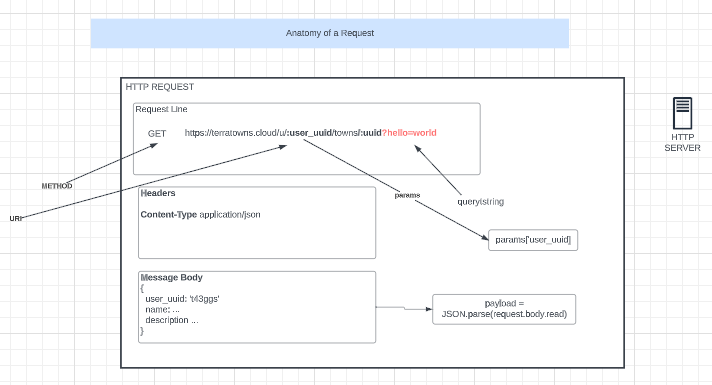 Anatomy of a Request
HTTP REQUEST
Request Line
GET https://terratowns.cloud/u/:user_uuid/towns/:uuid?hello=world
METHOD
URI
params
querytstring
HTTP
SERVER
Headers
Content-Type application/json
params['user_uuid]
Message Body
{
user_uuid: 't43ggs'
name: ...
description ...
}
payload =
JSON.parse(request.body.read)